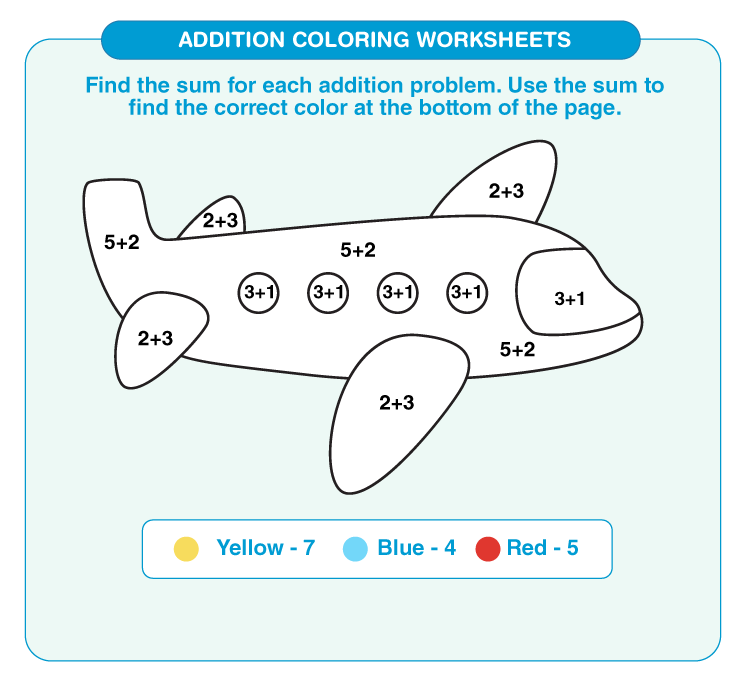 ADDITION COLORING WORKSHEETS
Find the sum for each addition problem. Use the sum to
find the correct color at the bottom of the page.
2+3
2+3
5+2
5+2
3+1
3+1
3+1
3+1
3+1
2+3
5+2
2+3
Yellow - 7
Blue - 4
Red - 5